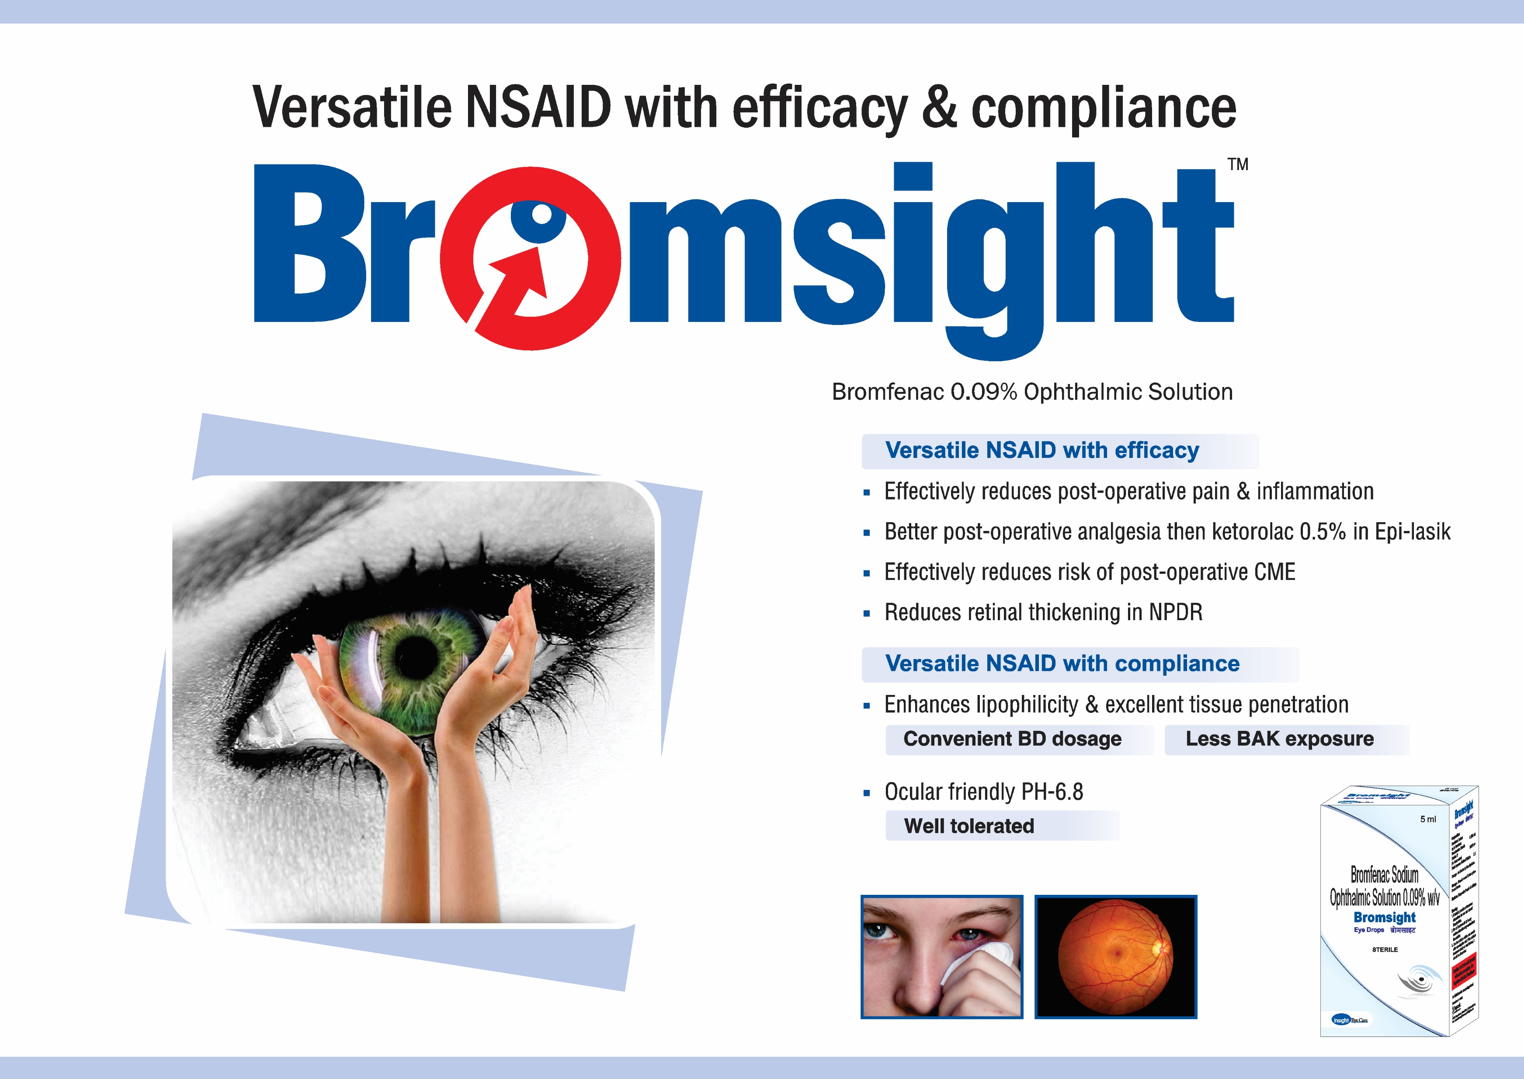 Versatile NSAID with efficacy & compliance
Bromsight™
Bromfenac 0.09% Ophthalmic Solution
Versatile NSAID with efficacy
▪ Effectively reduces post-operative pain & inflammation
▪ Better post-operative analgesia then ketorolac 0.5% in Epi-lasik
▪ Effectively reduces risk of post-operative CME
▪ Reduces retinal thickening in NPDR
Versatile NSAID with compliance
▪ Enhances lipophilicity & excellent tissue penetration
Convenient BD dosage Less BAK exposure
▪ Ocular friendly PH-6.8
Well tolerated
Bromsight
5 ml
Bromfenac Sodium
Ophthalmic Solution 0.09% w/v
Bromsight
Eye Drops ब्रोमसाइट
STERILE
Insight Eye Care
Bromsight